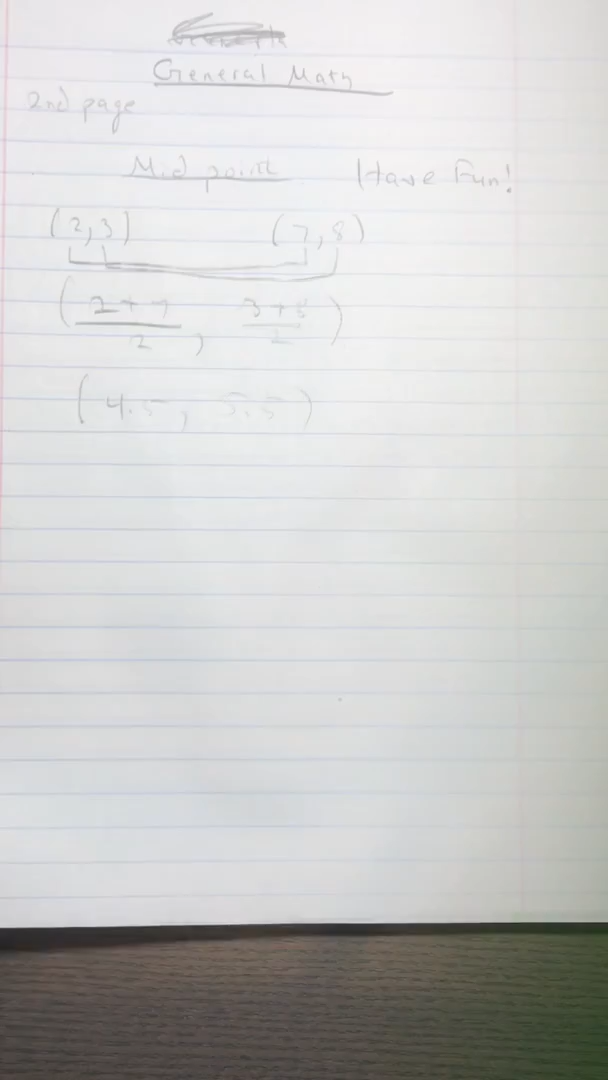 General Math
2nd page
Mid point Have Fun!
(2,3) (7,8)
(2+7/2, 3+8/2)
(4.5, 5.5)